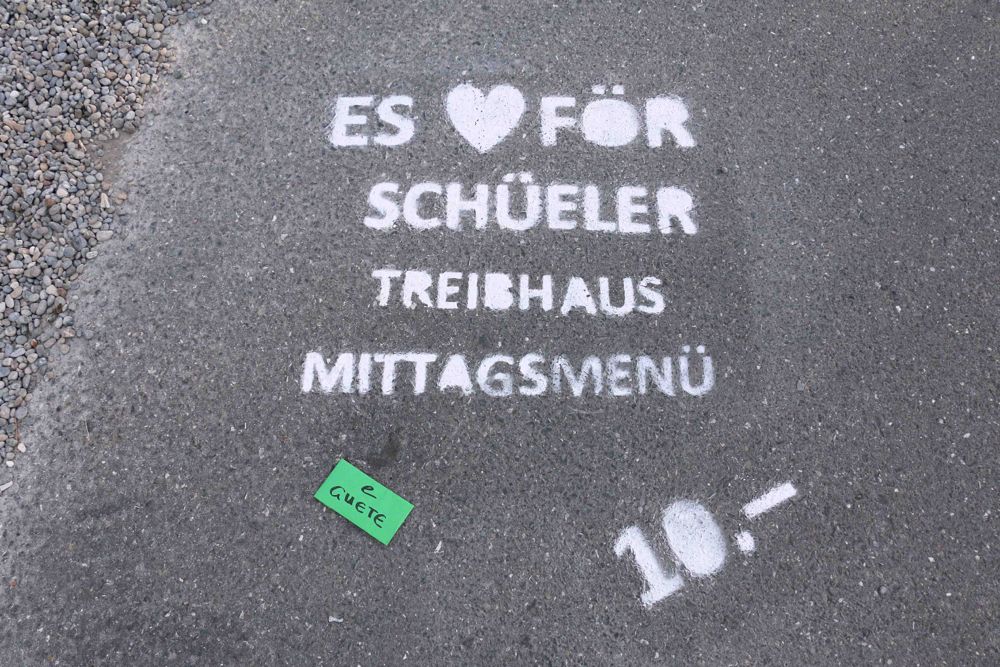 ES ♥ FÖR
SCHÜELER
TREIBHAUS
MITTAGSMENÜ
e
GUETE
10.-